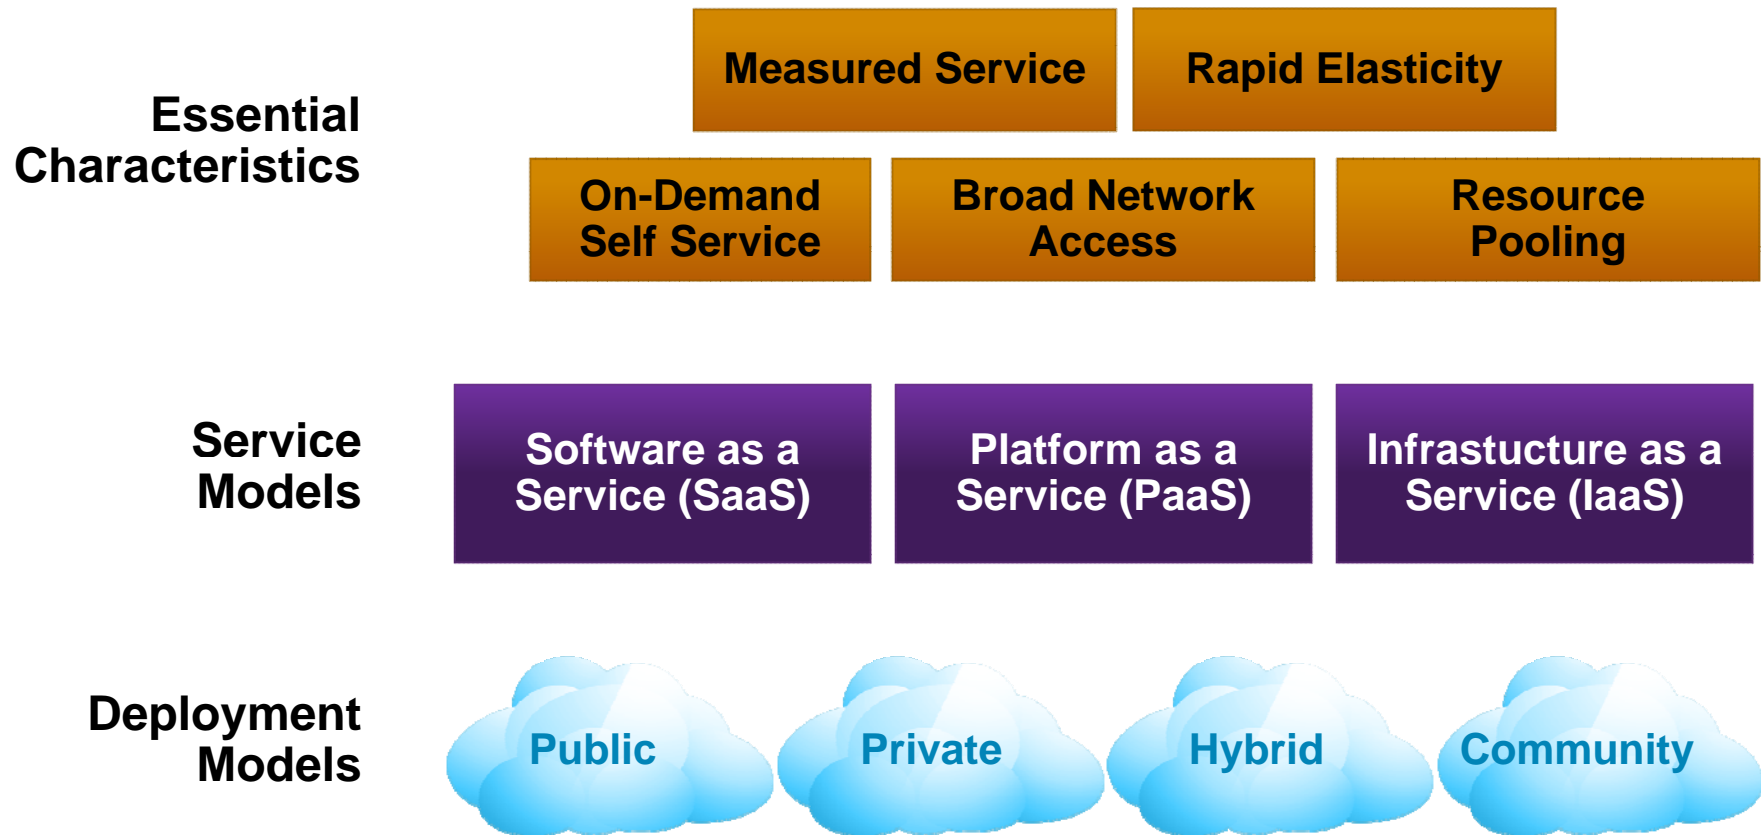 Essential
Characteristics
Measured Service
Rapid Elasticity
On-Demand
Self Service
Broad Network
Access
Resource
Pooling
Service
Models
Software as a
Service (SaaS)
Platform as a
Service (PaaS)
Infrastucture as a
Service (IaaS)
Deployment
Models
Public
Private
Hybrid
Community